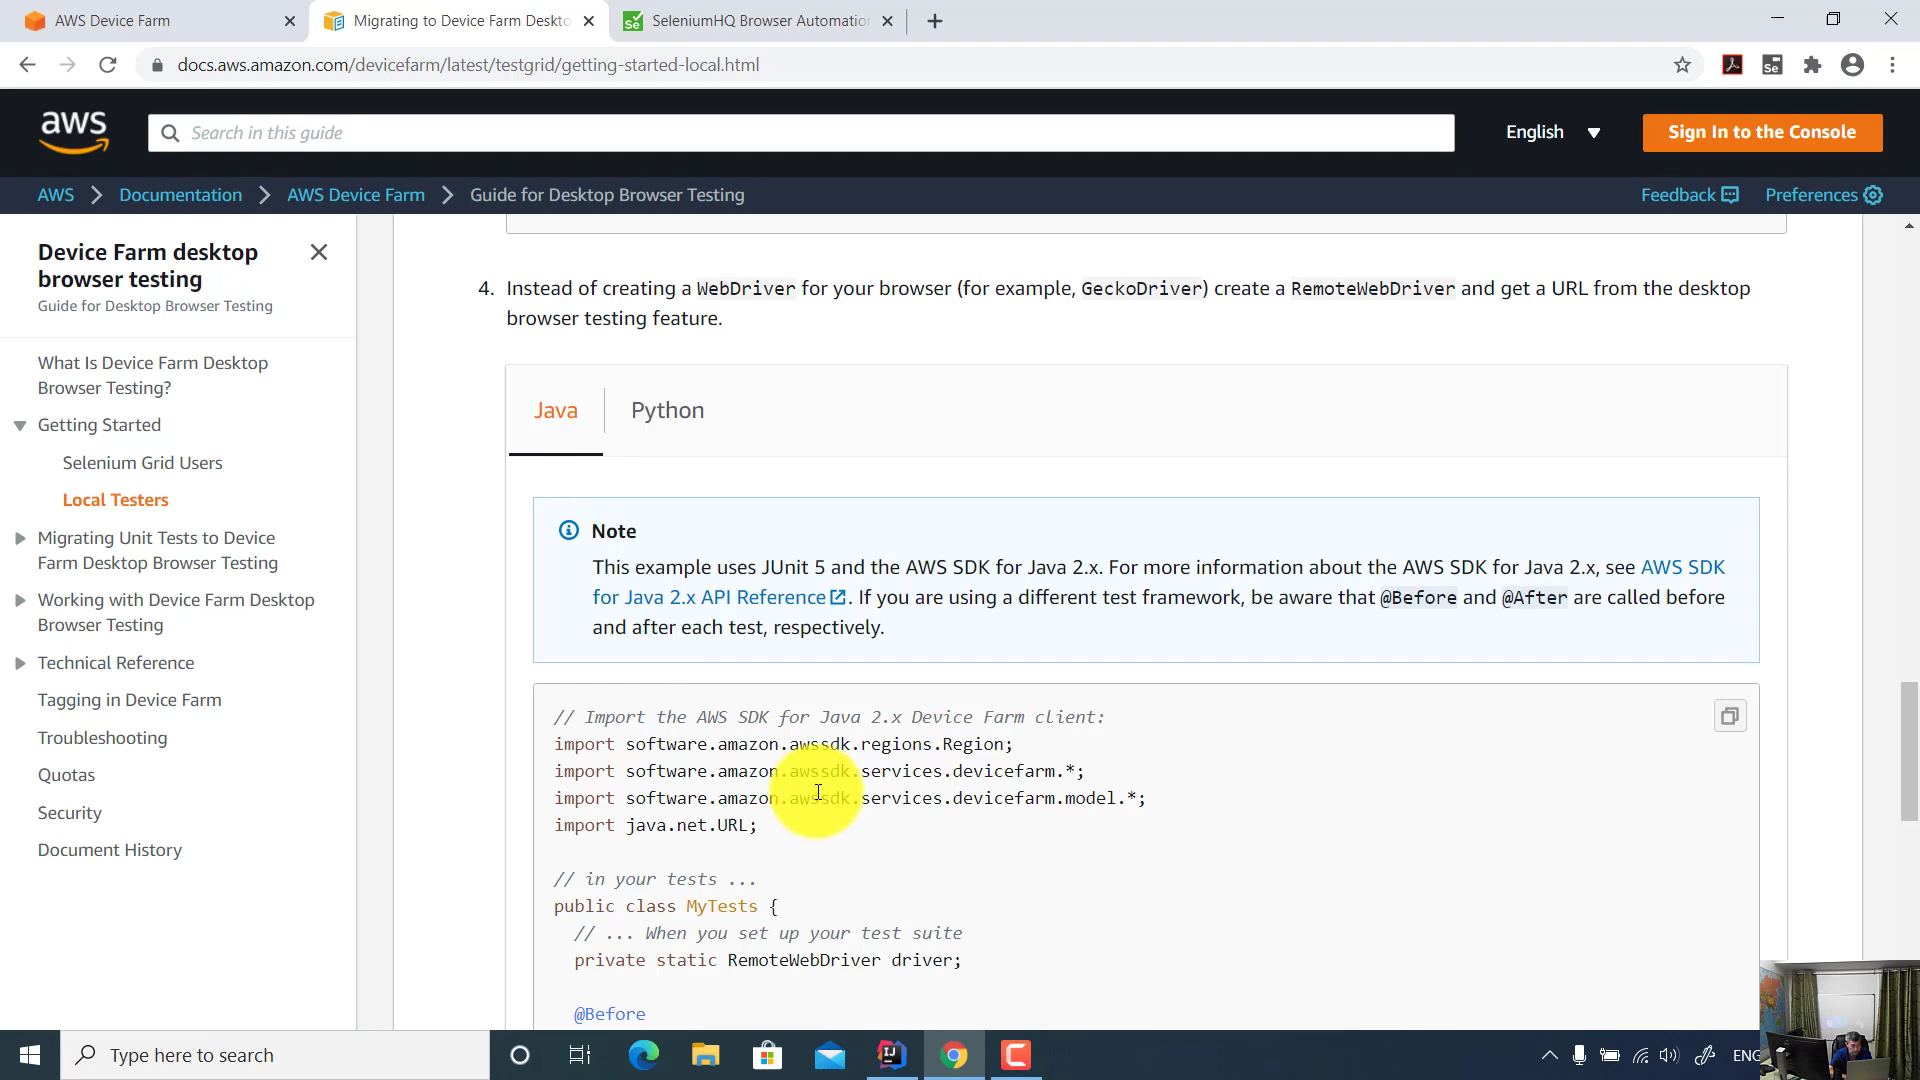 AWS Device Farm
Migrating to Device Farm Deskto
SeleniumHQ Browser Automation
docs.aws.amazon.com/devicefarm/latest/testgrid/getting-started-local.html
aws
Search in this guide
English
Sign In to the Console
AWS
Documentation
AWS Device Farm
Guide for Desktop Browser Testing
Feedback
Preferences
Device Farm desktop
browser testing
Guide for Desktop Browser Testing
What Is Device Farm Desktop
Browser Testing?
Getting Started
Selenium Grid Users
Local Testers
Migrating Unit Tests to Device
Farm Desktop Browser Testing
Working with Device Farm Desktop
Browser Testing
Technical Reference
Tagging in Device Farm
Troubleshooting
Quotas
Security
Document History
4. Instead of creating a WebDriver for your browser (for example, GeckoDriver) create a RemoteWebDriver and get a URL from the desktop
browser testing feature.
Java
Python
Note
This example uses JUnit 5 and the AWS SDK for Java 2.x. For more information about the AWS SDK for Java 2.x, see AWS SDK
for Java 2.x API Reference. If you are using a different test framework, be aware that @Before and @After are called before
and after each test, respectively.
// Import the AWS SDK for Java 2.x Device Farm client:
import software.amazon.awssdk.regions.Region;
import software.amazon.awssdk.services.devicefarm.*;
import software.amazon.awssdk.services.devicefarm.model.*;
import java.net.URL;
// in your tests ...
public class MyTests {
// ... When you set up your test suite
private static RemoteWebDriver driver;
@Before
Type here to search
ENG